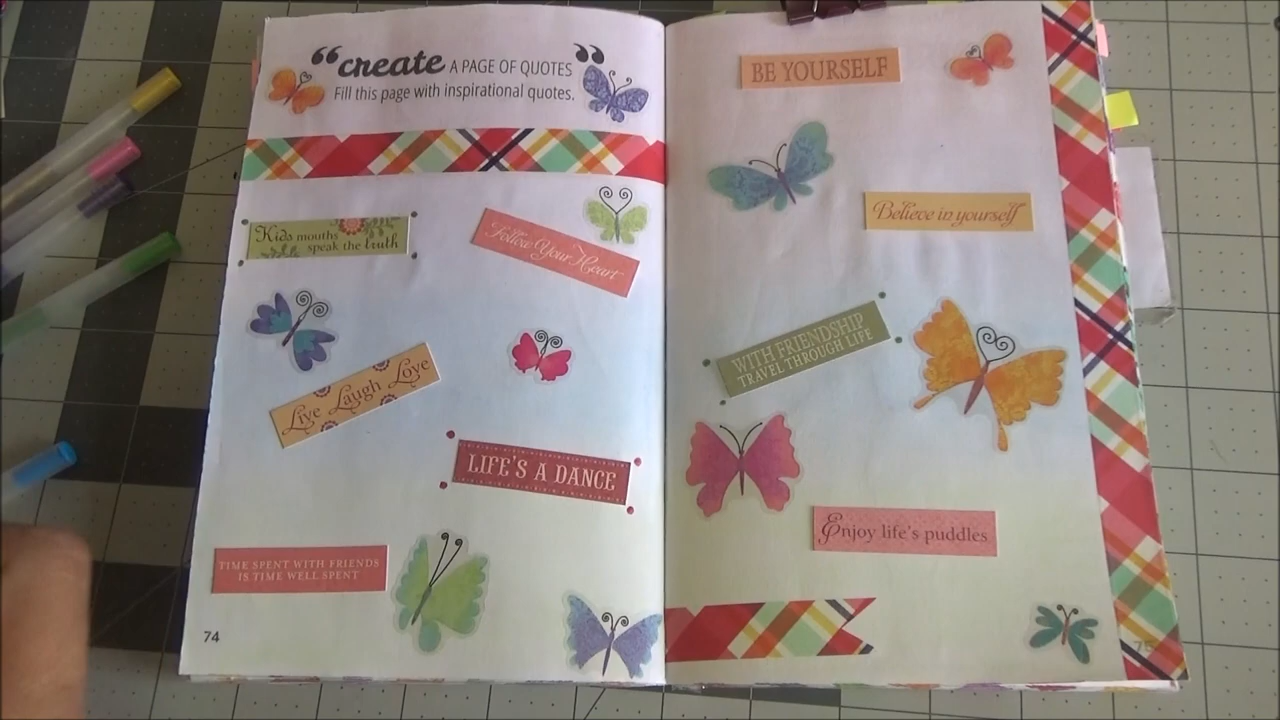 “create A PAGE OF QUOTES”
Fill this page with inspirational quotes.
Kids mouths
speak the truth
Follow Your Heart
Live Laugh Love
LIFE'S A DANCE
TIME SPENT WITH FRIENDS
IS TIME WELL SPENT
74
BE YOURSELF
Believe in yourself
WITH FRIENDSHIP
TRAVEL THROUGH LIFE
Enjoy life's puddles
75